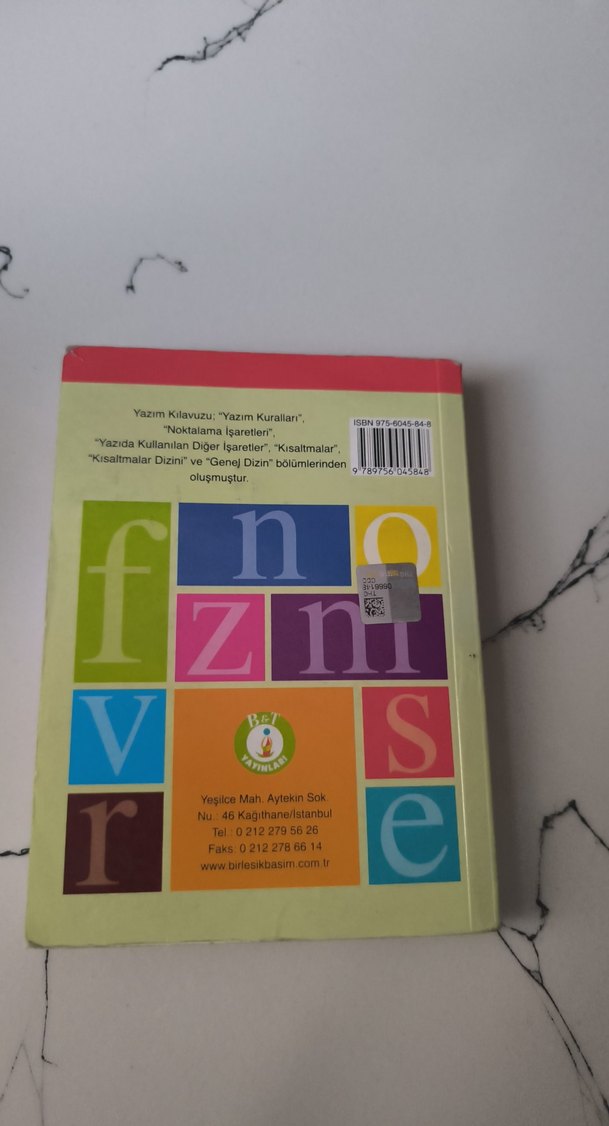 Yazım Kılavuzu; "Yazım Kuralları",
"Noktalama İşaretleri",
"Yazıda Kullanılan Diğer İşaretler", "Kısaltmalar",
"Kısaltmalar Dizini" ve "Genel Dizin" bölümlerinden
oluşmuştur.
ISBN 975-6045-84-8
9 789756 045848
f
n
o
z
m
v
s
r
e
B&T
YAYINLARI
Yeşilce Mah. Aytekin Sok.
Nu.: 46 Kağıthane/İstanbul
Tel.: 0 212 279 56 26
Faks: 0 212 278 66 14
www.birlesikbasim.com.tr